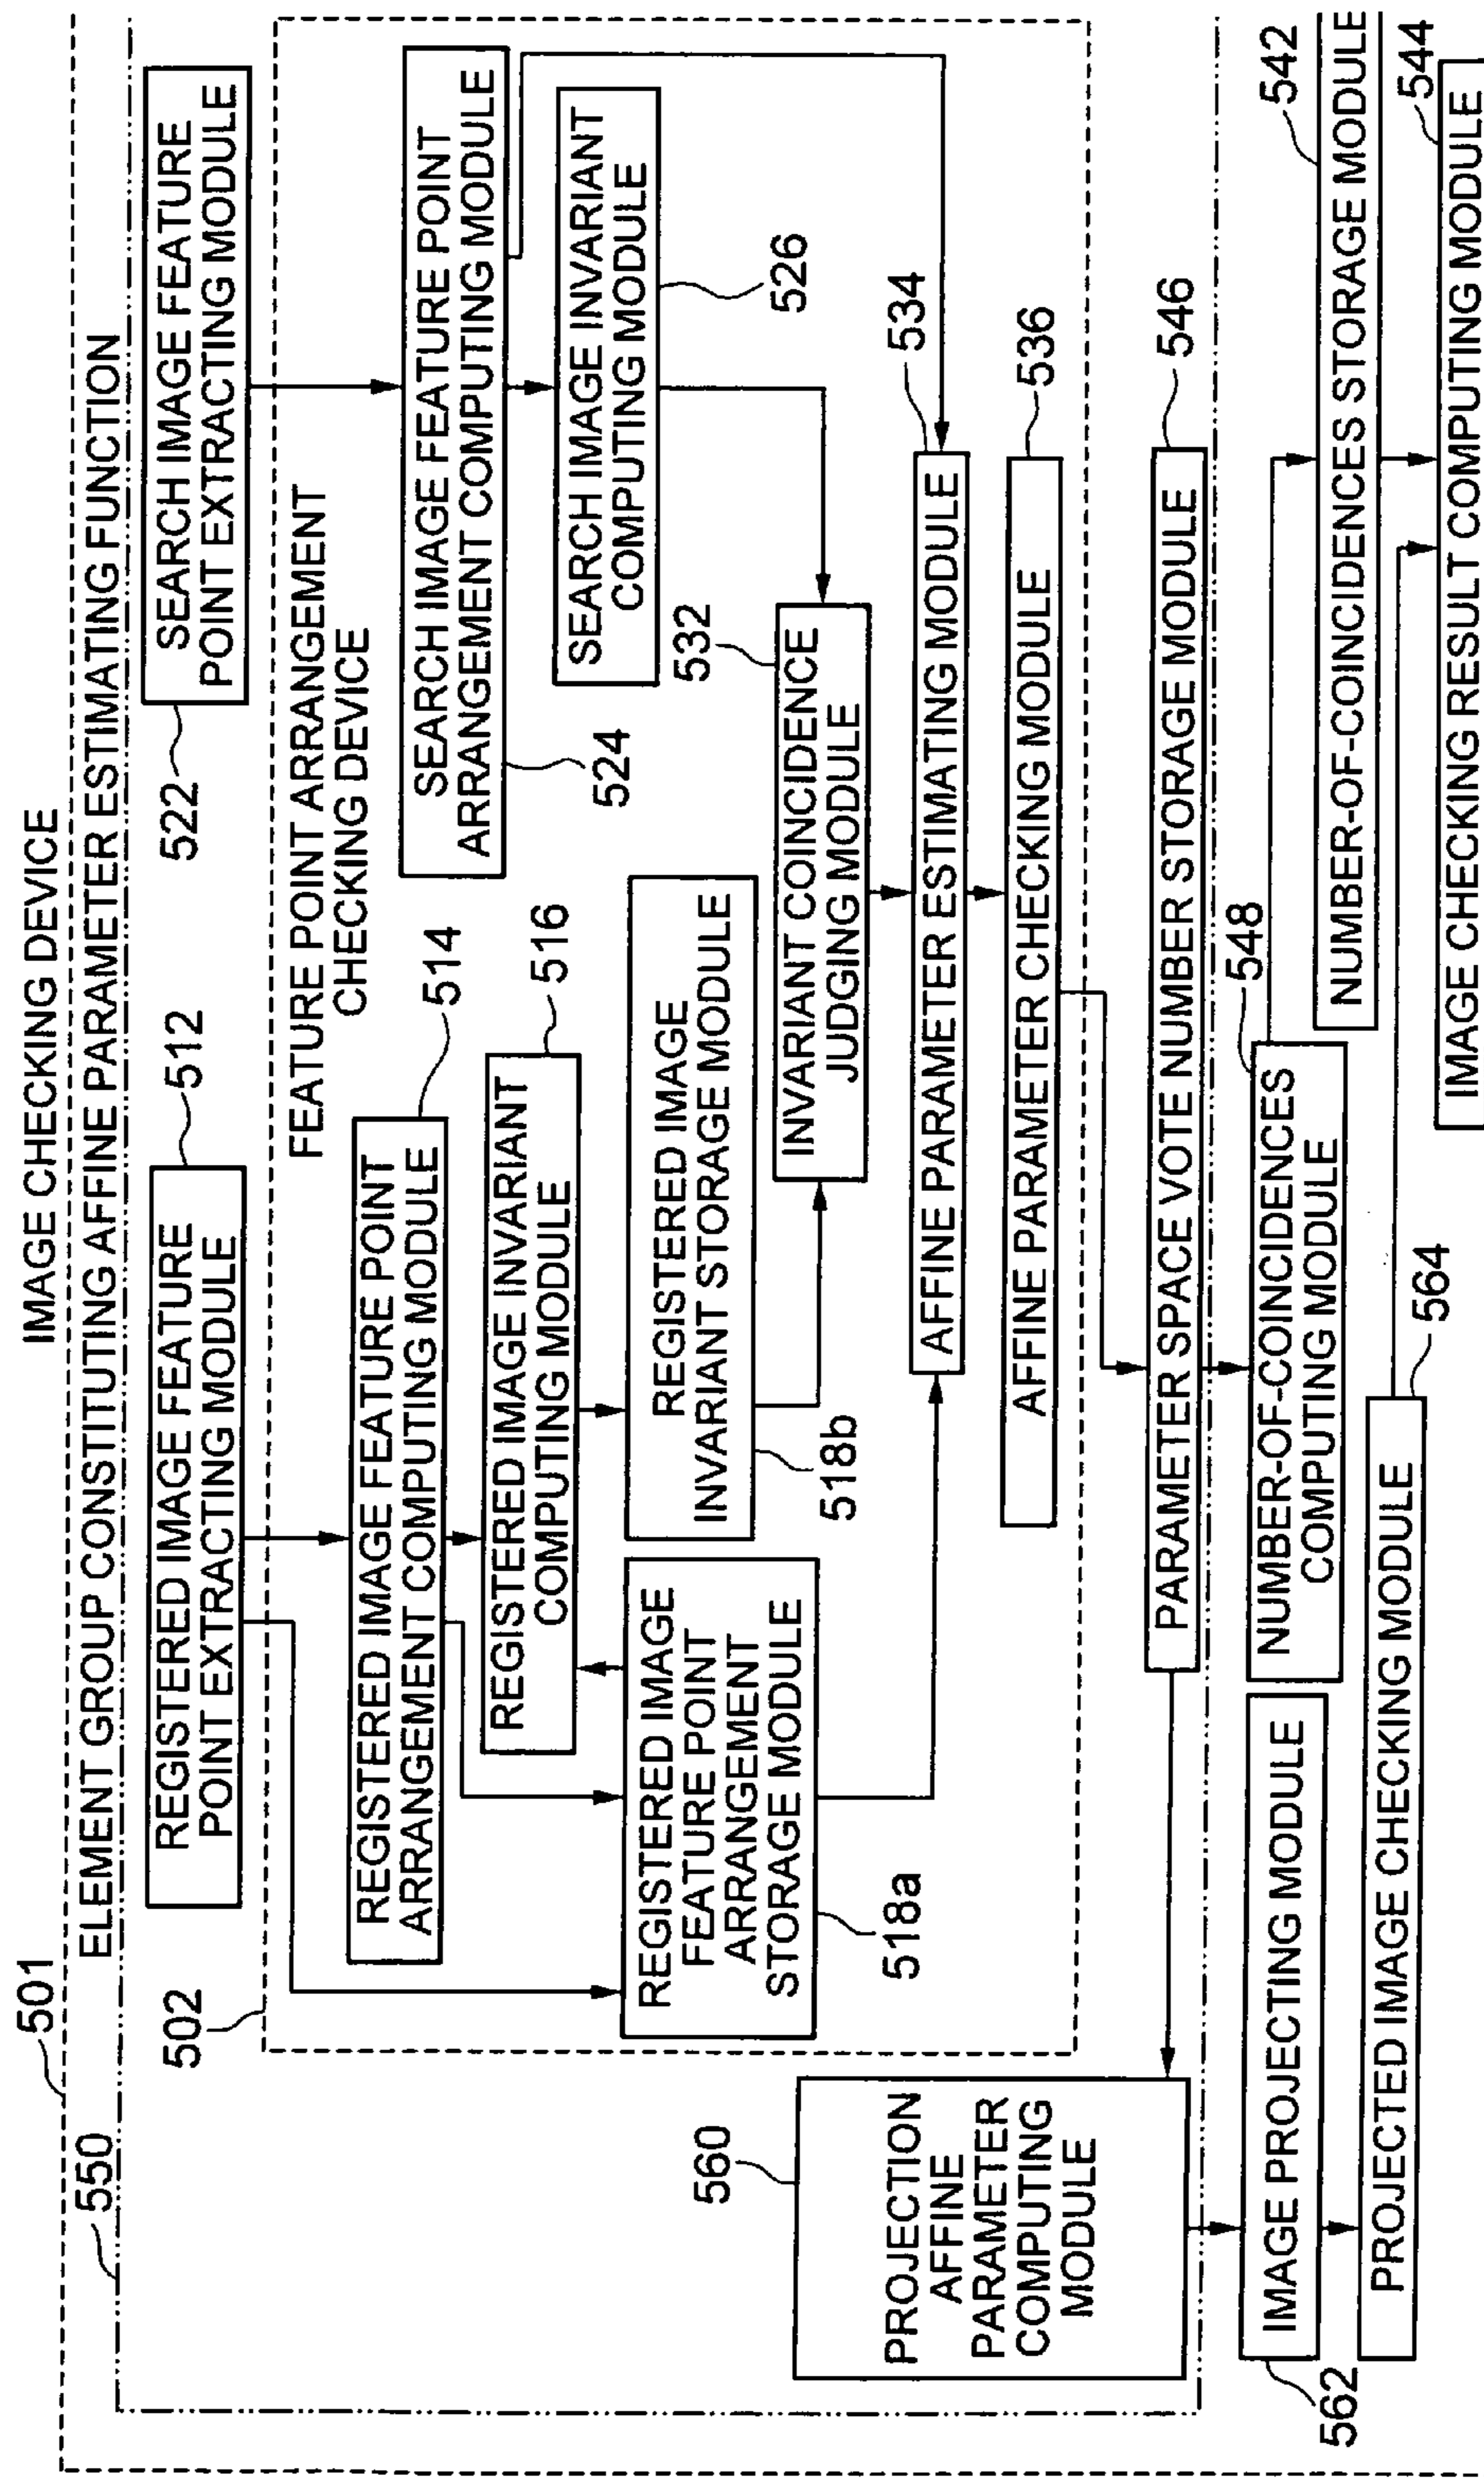 IMAGE CHECKING DEVICE
501
ELEMENT GROUP CONSTITUTING AFFINE PARAMETER ESTIMATING FUNCTION
550
512
REGISTERED IMAGE FEATURE
POINT EXTRACTING MODULE
SEARCH IMAGE FEATURE
POINT EXTRACTING MODULE
522
502
FEATURE POINT ARRANGEMENT
CHECKING DEVICE
514
REGISTERED IMAGE FEATURE POINT
ARRANGEMENT COMPUTING MODULE
SEARCH IMAGE FEATURE POINT
ARRANGEMENT COMPUTING MODULE
524
516
REGISTERED IMAGE INVARIANT
COMPUTING MODULE
SEARCH IMAGE INVARIANT
COMPUTING MODULE
526
REGISTERED IMAGE
FEATURE POINT
ARRANGEMENT
STORAGE MODULE
518a
REGISTERED IMAGE
INVARIANT STORAGE MODULE
518b
532
INVARIANT COINCIDENCE
JUDGING MODULE
534
AFFINE PARAMETER ESTIMATING MODULE
536
AFFINE PARAMETER CHECKING MODULE
560
PROJECTION
AFFINE
PARAMETER
COMPUTING
MODULE
546
PARAMETER SPACE VOTE NUMBER STORAGE MODULE
548
NUMBER-OF-COINCIDENCES
COMPUTING MODULE
542
NUMBER-OF-COINCIDENCES STORAGE MODULE
IMAGE PROJECTING MODULE
562
564
PROJECTED IMAGE CHECKING MODULE
544
IMAGE CHECKING RESULT COMPUTING MODULE